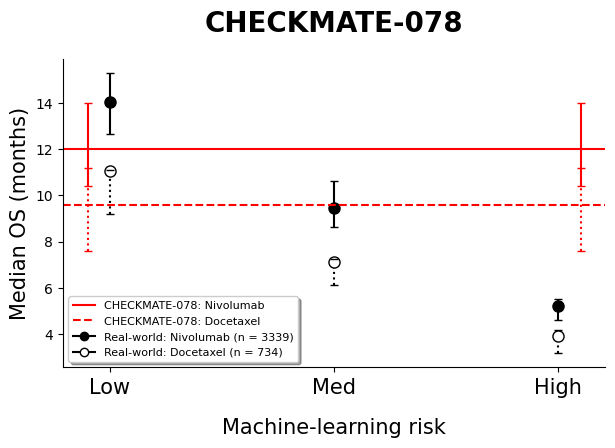 CHECKMATE-078
Median OS (months)
14
12
10
8
6
4
CHECKMATE-078: Nivolumab
CHECKMATE-078: Docetaxel
Real-world: Nivolumab (n = 3339)
Real-world: Docetaxel (n = 734)
Low Med High
Machine-learning risk